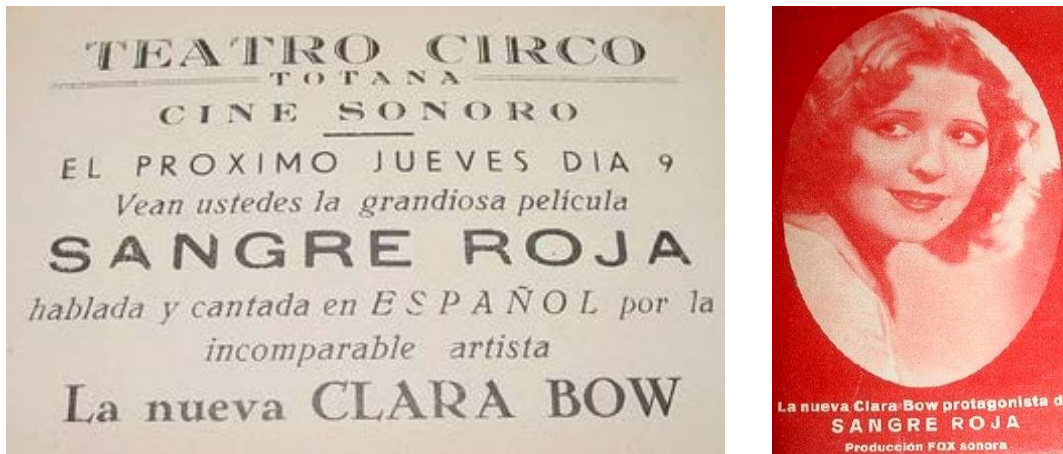 TEATRO CIRCO
TOTANA
CINE SONORO
EL PROXIMO JUEVES DIA 9
Vean ustedes la grandiosa película
SANGRE ROJA
hablada y cantada en ESPAÑOL por la
incomparable artista
La nueva CLARA BOW
La nueva Clara Bow protagonista d
SANGRE ROJA
Producción FOX sonora